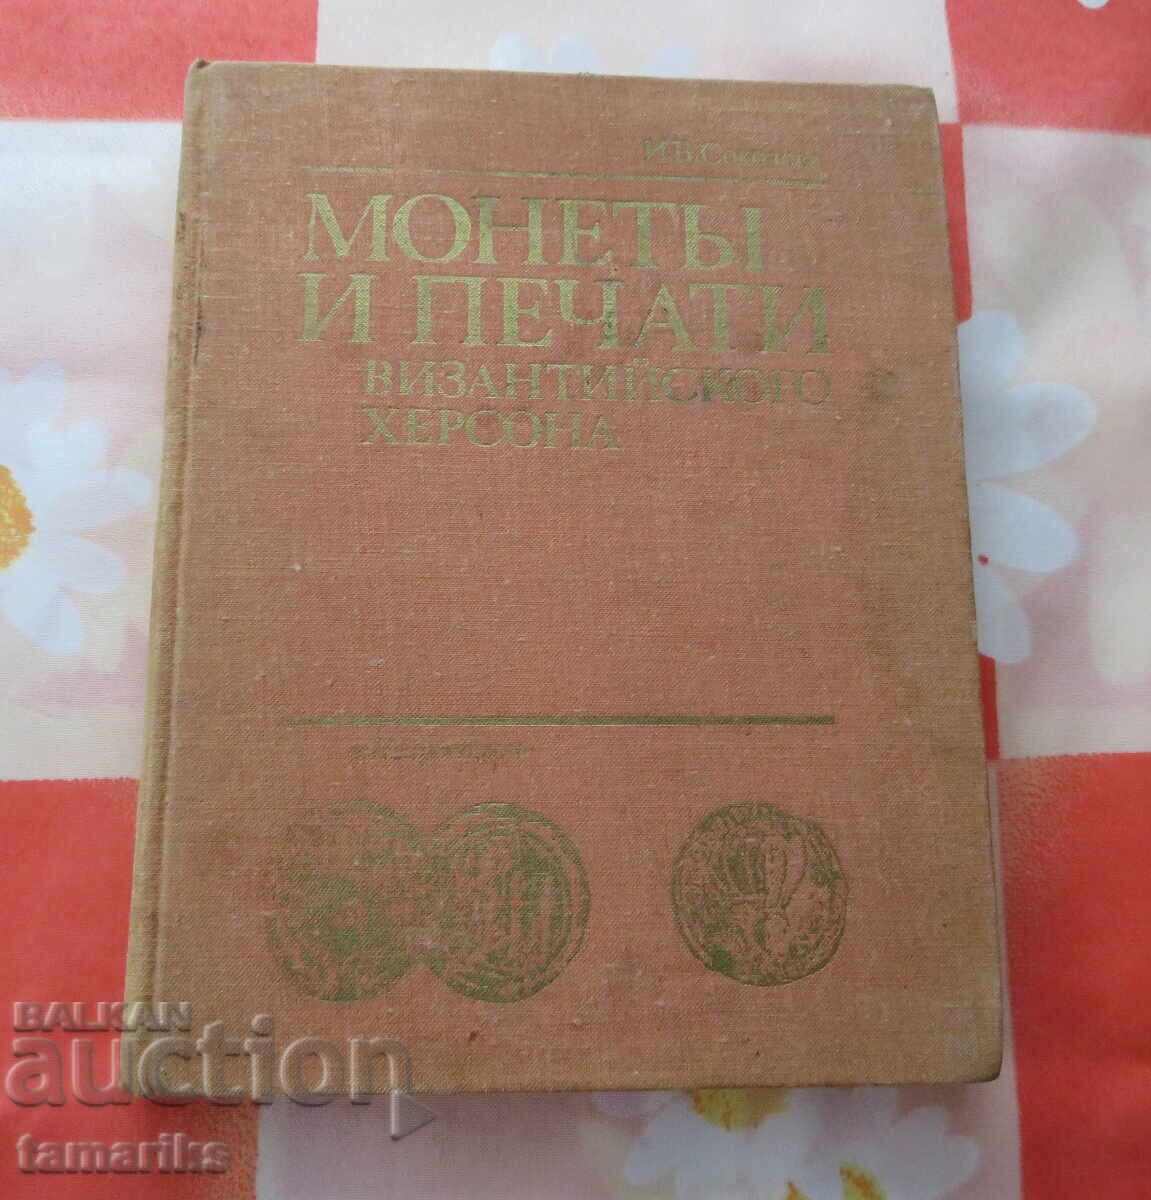 И.В. Соколова
МОНЕТЫ
И ПЕЧАТИ
ВИЗАНТИЙСКОГО
ХЕРСОНА
BALKAN
auction
tamariks